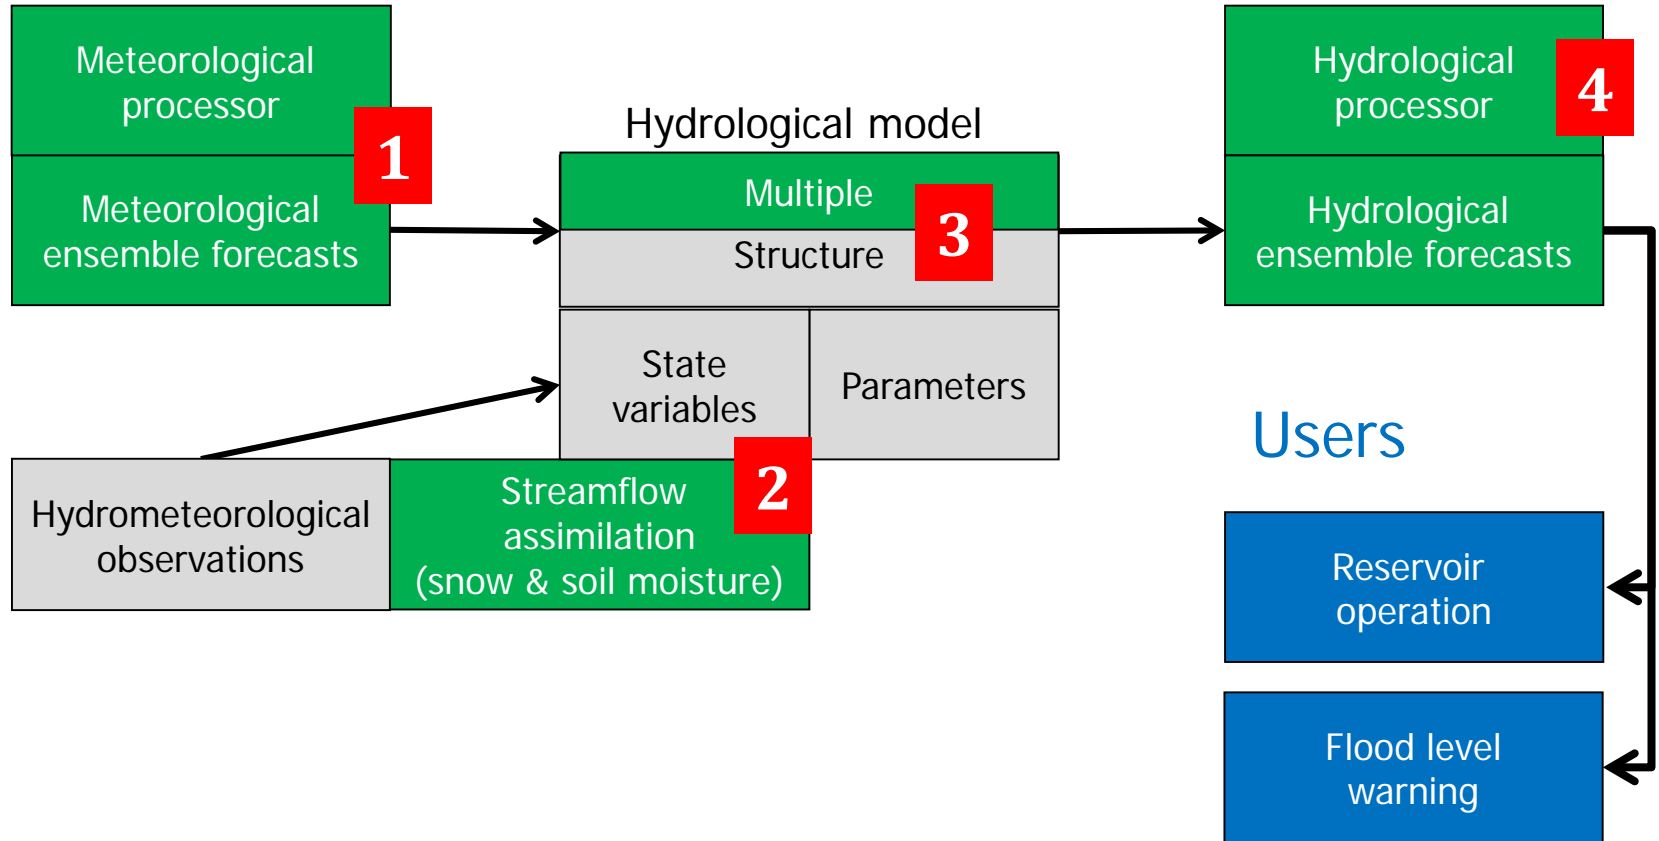 Meteorological
processor
1
Meteorological
ensemble forecasts
Hydrological model
Multiple
3
Structure
State
variables
Parameters
Hydrometeorological
observations
2
Streamflow
assimilation
(snow & soil moisture)
Hydrological
processor
4
Hydrological
ensemble forecasts
Users
Reservoir
operation
Flood level
warning